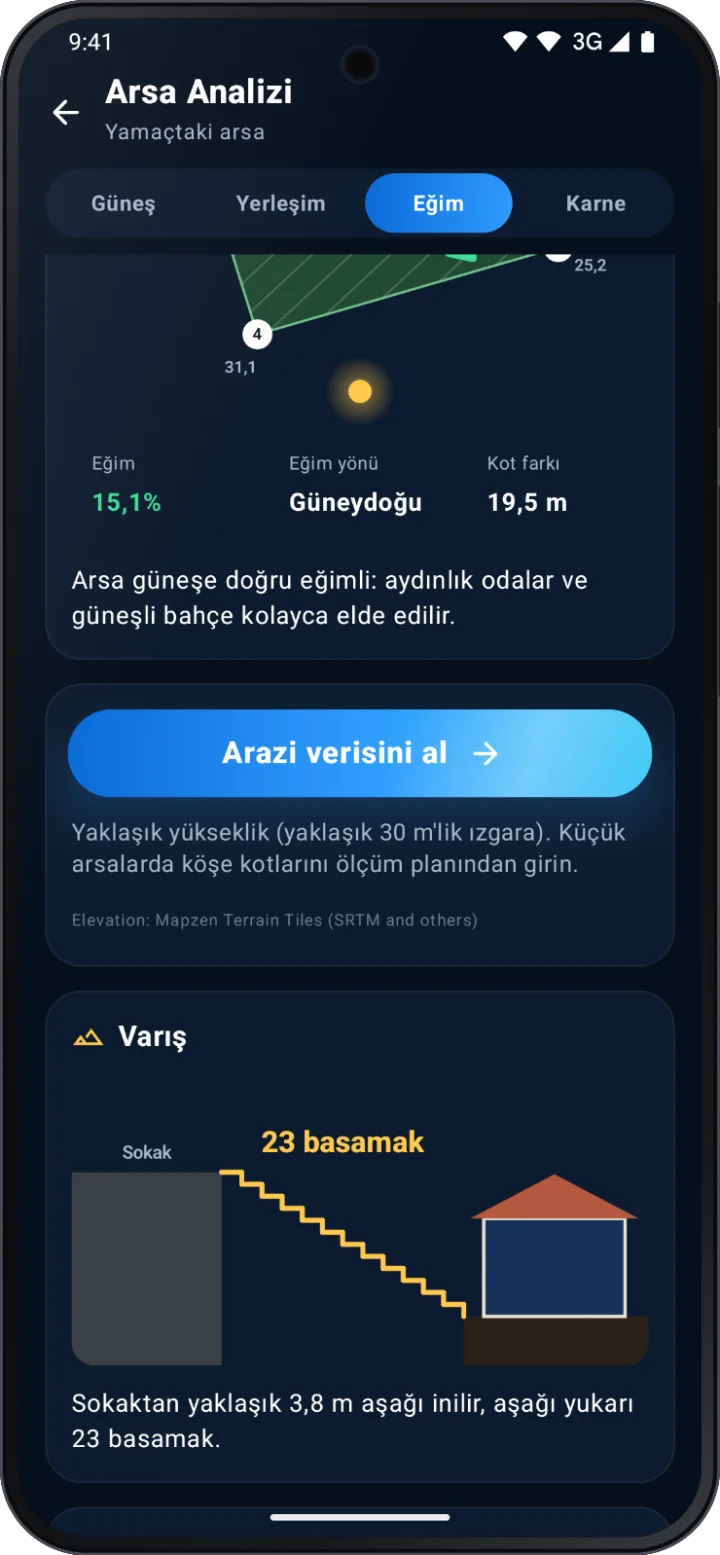 9:41
3G
Arsa Analizi
Yamaçtaki arsa
Güneş
Yerleşim
Eğim
Karne
25,2
4
31,1
Eğim
Eğim yönü
Kot farkı
15,1%
Güneydoğu
19,5 m
Arsa güneşe doğru eğimli: aydınlık odalar ve
güneşli bahçe kolayca elde edilir.
Arazi verisini al
Yaklaşık yükseklik (yaklaşık 30 m'lik ızgara). Küçük
arsalarda köşe kotlarını ölçüm planından girin.
Elevation: Mapzen Terrain Tiles (SRTM and others)
Varış
23 basamak
Sokak
Sokaktan yaklaşık 3,8 m aşağı inilir, aşağı yukarı
23 basamak.